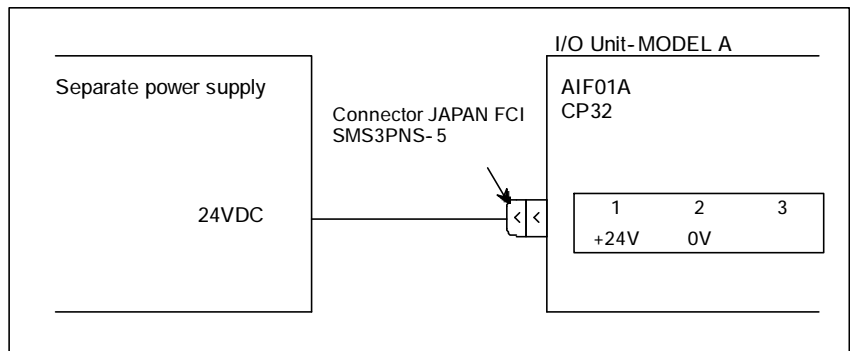 I/O Unit-MODEL A
Separate power supply
AIF01A
CP32
Connector JAPAN FCI
SMS3PNS-5
24VDC
1 2 3
+24V 0V